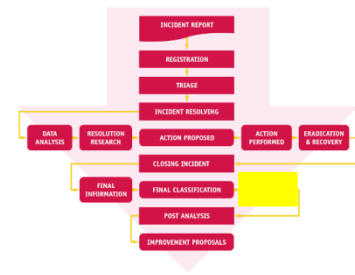 INCIDENT REPORT
REGISTRATION
TRIAGE
INCIDENT RESOLVING
DATA
ANALYSIS
RESOLUTION
RESEARCH
ACTION PROPOSED
ACTION
PERFORMED
ERADICATION
& RECOVERY
CLOSING INCIDENT
FINAL
INFORMATION
FINAL CLASSIFICATION
POST ANALYSIS
IMPROVEMENT PROPOSALS